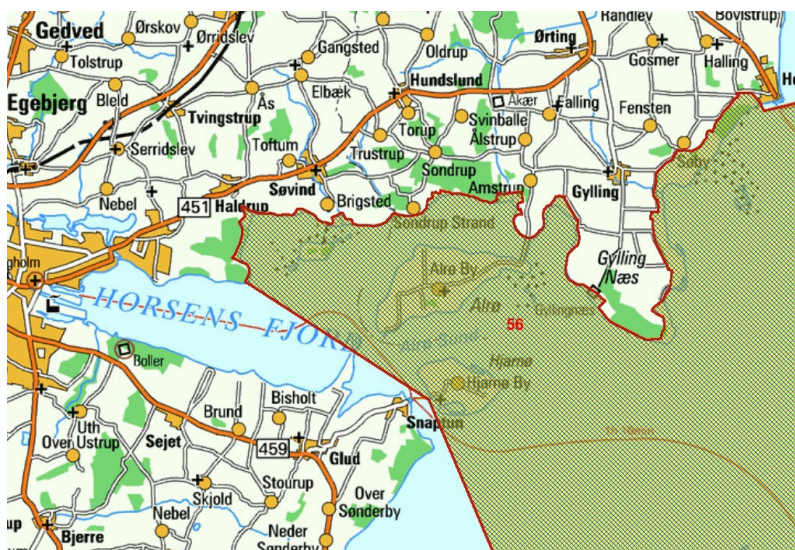 Gedved
Ørskov
Ørridslev
Tolstrup
Gangsted
Oldrup
Ørting
Randlev
Bovlstrup
Gosmer
Halling
Egebjerg
Bleld
Ås
Elbæk
Hundslund
Åkær
Falling
Fensten
Tvingstrup
Torup
Svinballe
Ålstrup
Serridslev
Toftum
Trustrup
Søby
Søvind
Sondrup
Amstrup
Gylling
Nebel
451
Haldrup
Brigsted
Sondrup Strand
Gylling
Næs
Alrø By
Alrø
Gyllingnæs
56
HORSENS FJORD
Alrø Sund
Hjarnø
Hjarnø By
Boller
Snaptun
Bisholt
Brund
Uth
Over Ustrup
Sejet
459
Glud
1h 10min
Skjold
Stourup
Over
Sønderby
Nebel
Neder
Sønderby
Bjerre